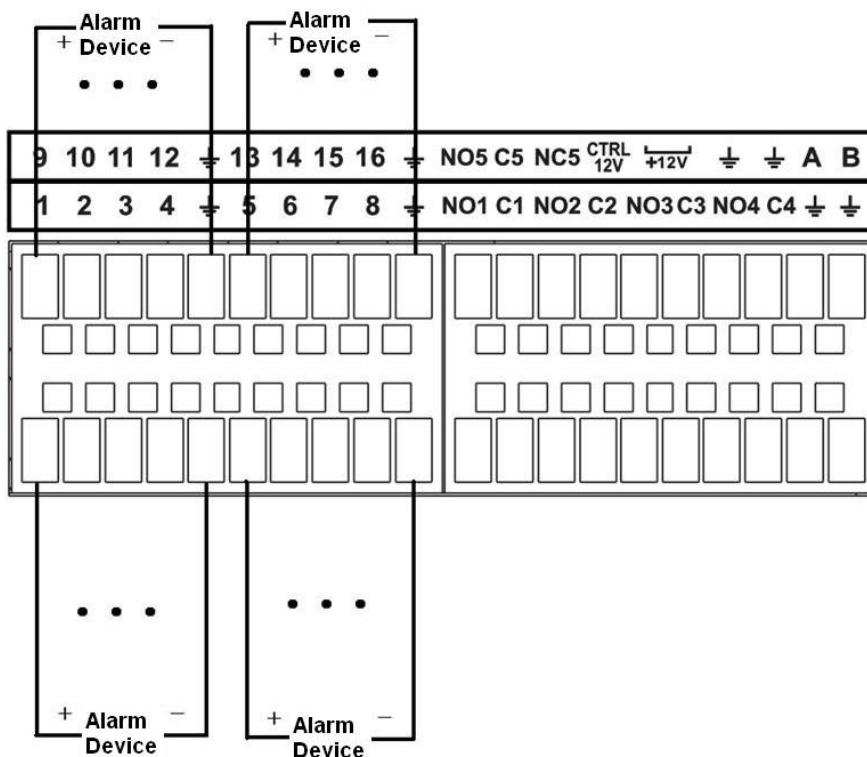 Alarm
Device
+ −
Alarm
Device
+ −
9 10 11 12 ⏚ 13 14 15 16 ⏚ NO5 C5 NC5 CTRL 12V +12V ⏚ ⏚ A B
1 2 3 4 ⏚ 5 6 7 8 ⏚ NO1 C1 NO2 C2 NO3 C3 NO4 C4 ⏚ ⏚
+ Alarm −
Device
+ Alarm −
Device